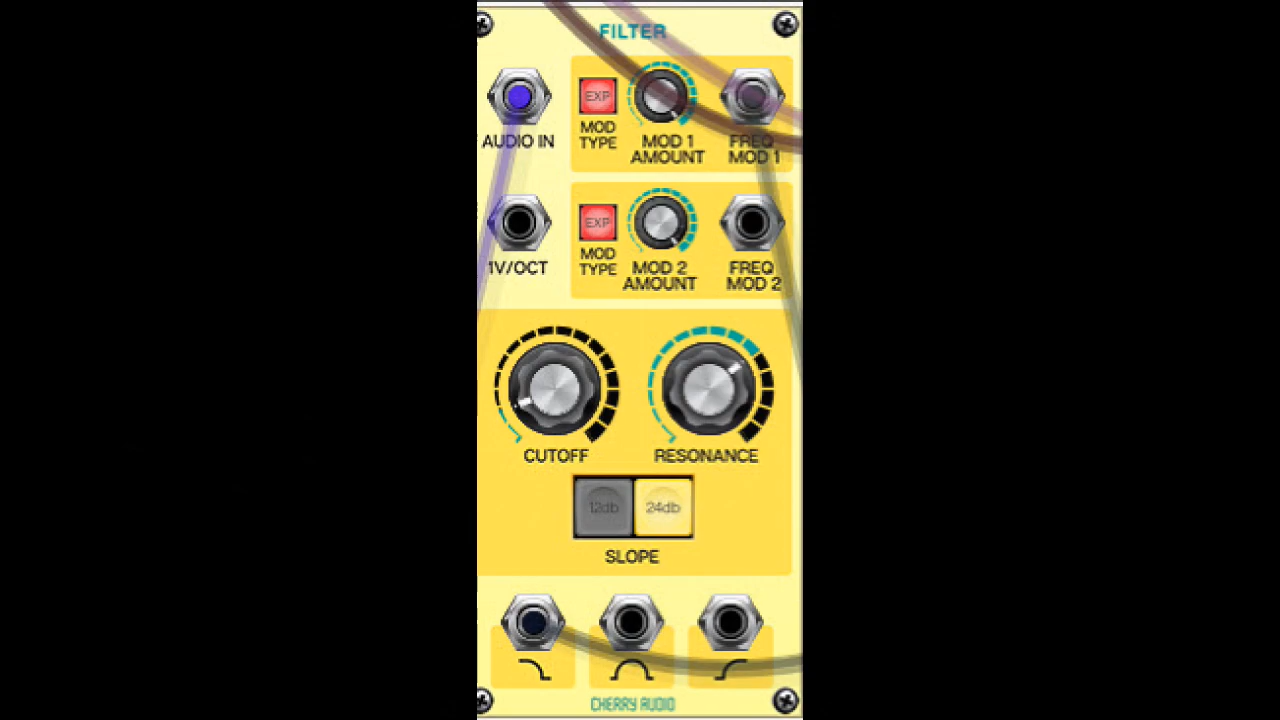 FILTER
EXP
AUDIO IN
MOD
TYPE
MOD 1
AMOUNT
FREQ
MOD 1
EXP
1V/OCT
MOD
TYPE
MOD 2
AMOUNT
FREQ
MOD 2
CUTOFF
RESONANCE
12db
24db
SLOPE
CHERRY AUDIO